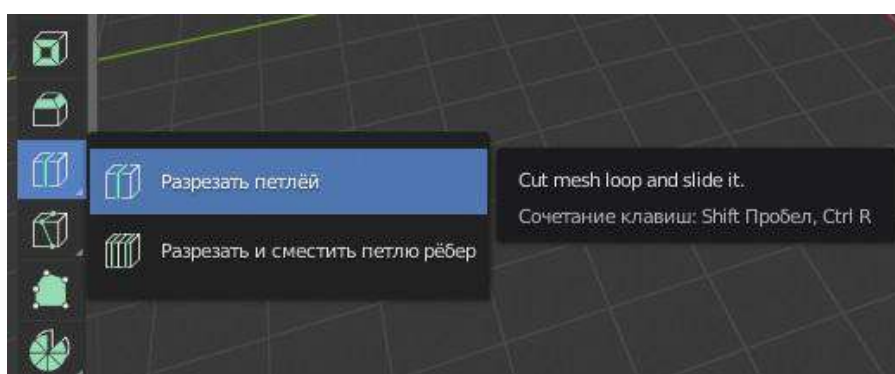 Разрезать петлёй
Cut mesh loop and slide it.
Сочетание клавиш: Shift Пробел, Ctrl R
Разрезать и сместить петлю рёбер